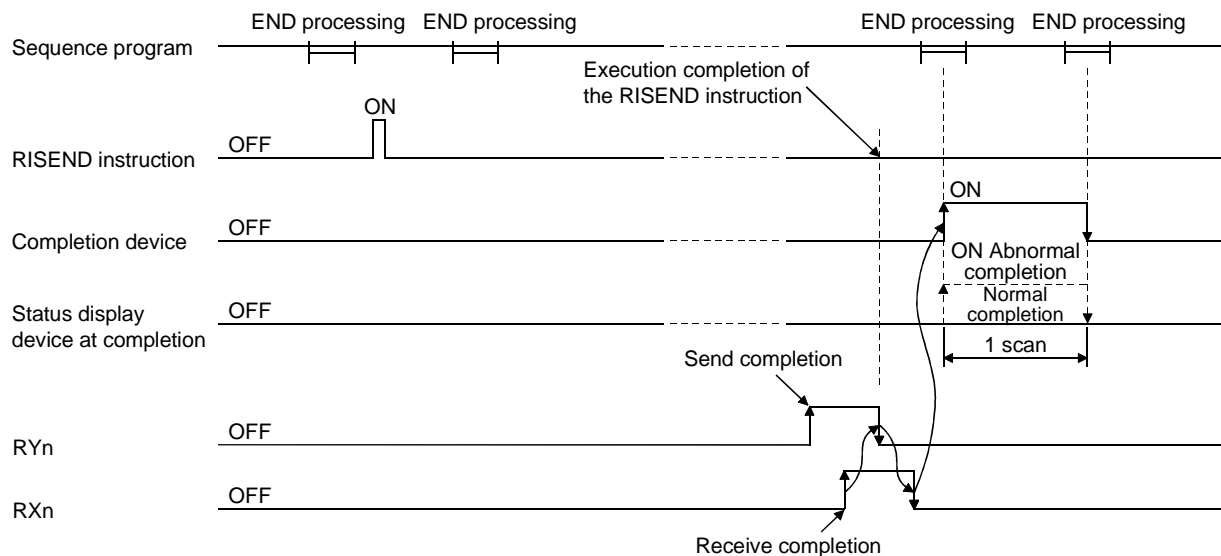 END processing
END processing
END processing
END processing
Sequence program
Execution completion of
the RISEND instruction
ON
RISEND instruction
OFF
ON
Completion device
OFF
ON Abnormal
completion
Normal
completion
Status display
device at completion
OFF
1 scan
Send completion
RYn
OFF
RXn
OFF
Receive completion